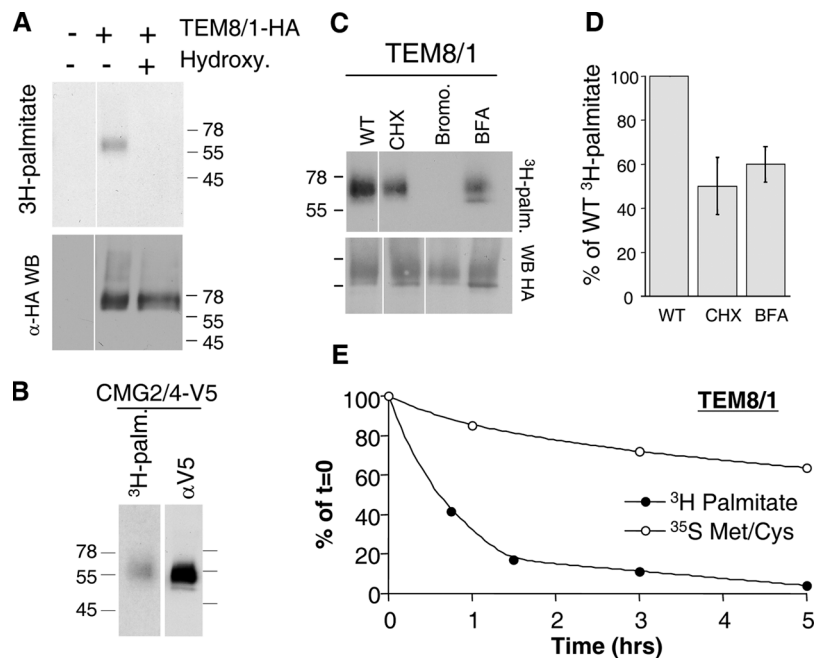 A
- + + TEM8/1-HA
- - + Hydroxy.
3H-palmitate
78
55
45
α-HA WB
78
55
45
B
CMG2/4-V5
³H-palm.
αV5
78
55
45
C
TEM8/1
WT
CHX
Bromo.
BFA
78
55
³H-palm.
WB HA
D
% of WT ³H-palmitate
100
80
60
40
20
0
WT CHX BFA
E
TEM8/1
% of t=0
100
80
60
40
20
0
³H Palmitate
³⁵S Met/Cys
0 1 2 3 4 5
Time (hrs)